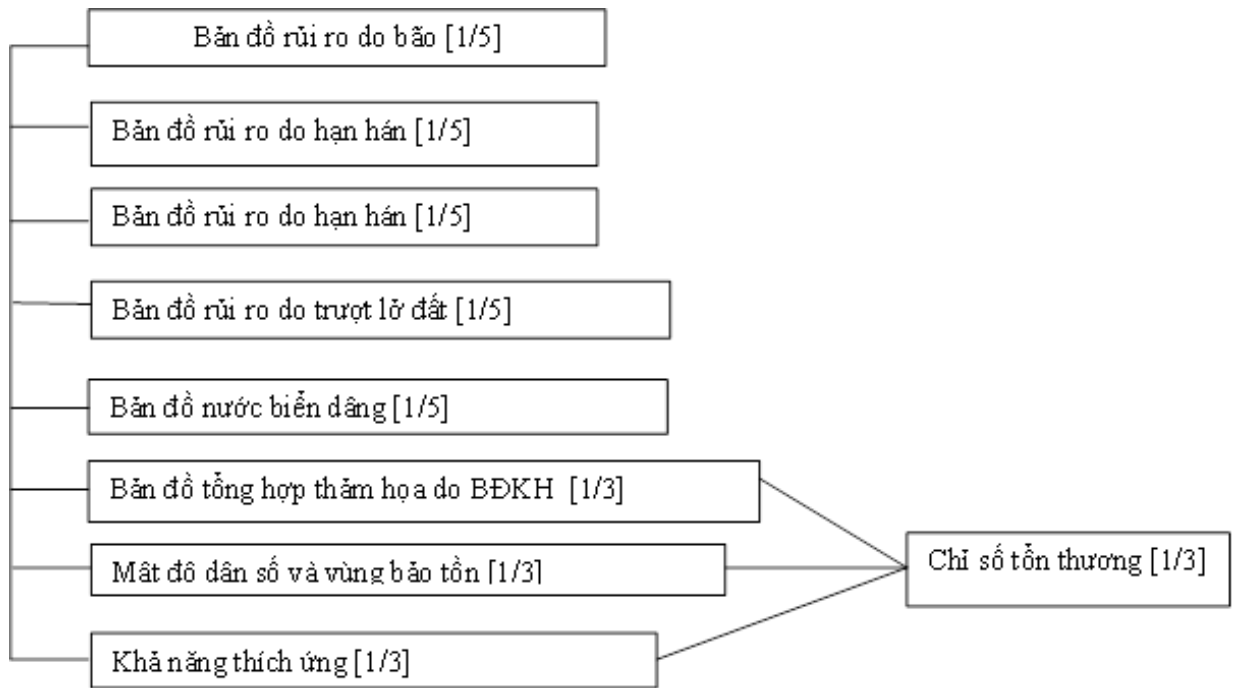 Bản đồ rủi ro do bão [1/5]
Bản đồ rủi ro do hạn hán [1/5]
Bản đồ rủi ro do hạn hán [1/5]
Bản đồ rủi ro do trượt lở đất [1/5]
Bản đồ nước biển dâng [1/5]
Bản đồ tổng hợp thảm họa do BĐKH [1/3]
Chỉ số tổn thương [1/3]
Mật độ dân số và vùng bảo tồn [1/3]
Khả năng thích ứng [1/3]